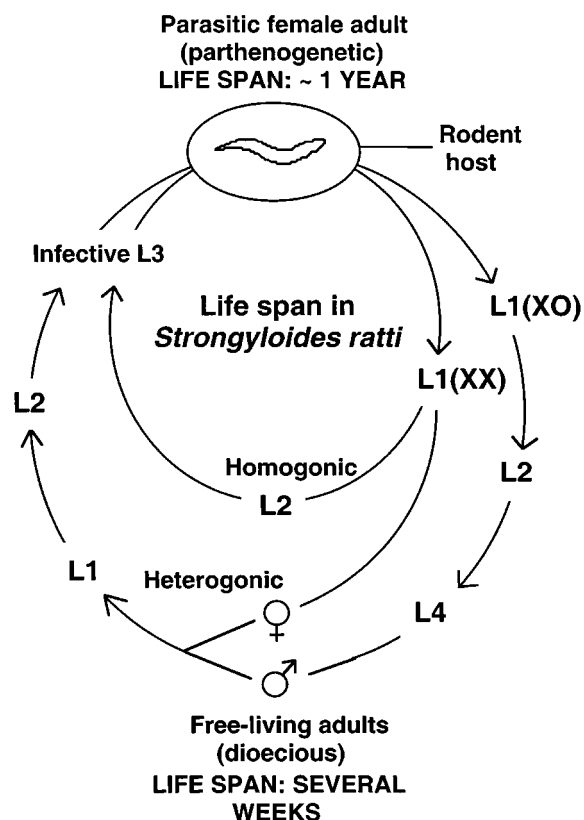 Parasitic female adult
(parthenogenetic)
LIFE SPAN: ~ 1 YEAR
Rodent
host
Infective L3
Life span in
Strongyloides ratti
L1(XO)
L1(XX)
L2
Homogonic
L2
L2
L1
Heterogonic
♀
L4
♂
Free-living adults
(dioecious)
LIFE SPAN: SEVERAL
WEEKS